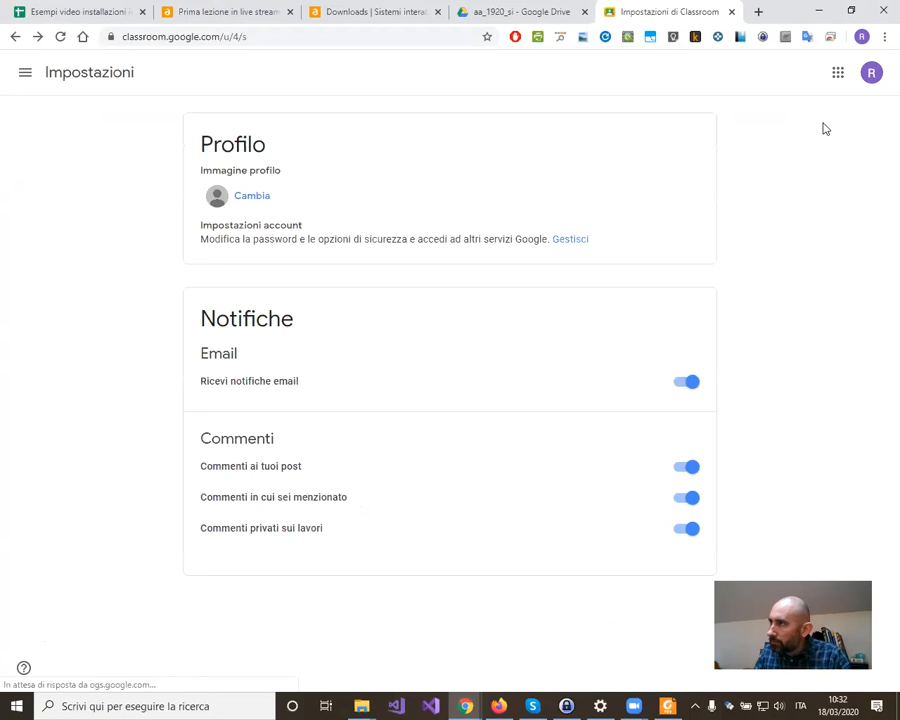 Esempi video installazioni i
Prima lezione in live stream
Downloads | Sistemi interat
aa_1920_si - Google Drive
Impostazioni di Classroom
classroom.google.com/u/4/s
R
Impostazioni
R
Profilo
Immagine profilo
Cambia
Impostazioni account
Modifica la password e le opzioni di sicurezza e accedi ad altri servizi Google. Gestisci
Notifiche
Email
Ricevi notifiche email
Commenti
Commenti ai tuoi post
Commenti in cui sei menzionato
Commenti privati sui lavori
In attesa di risposta da ogs.google.com...
Scrivi qui per eseguire la ricerca
ITA
10:32
18/03/2020